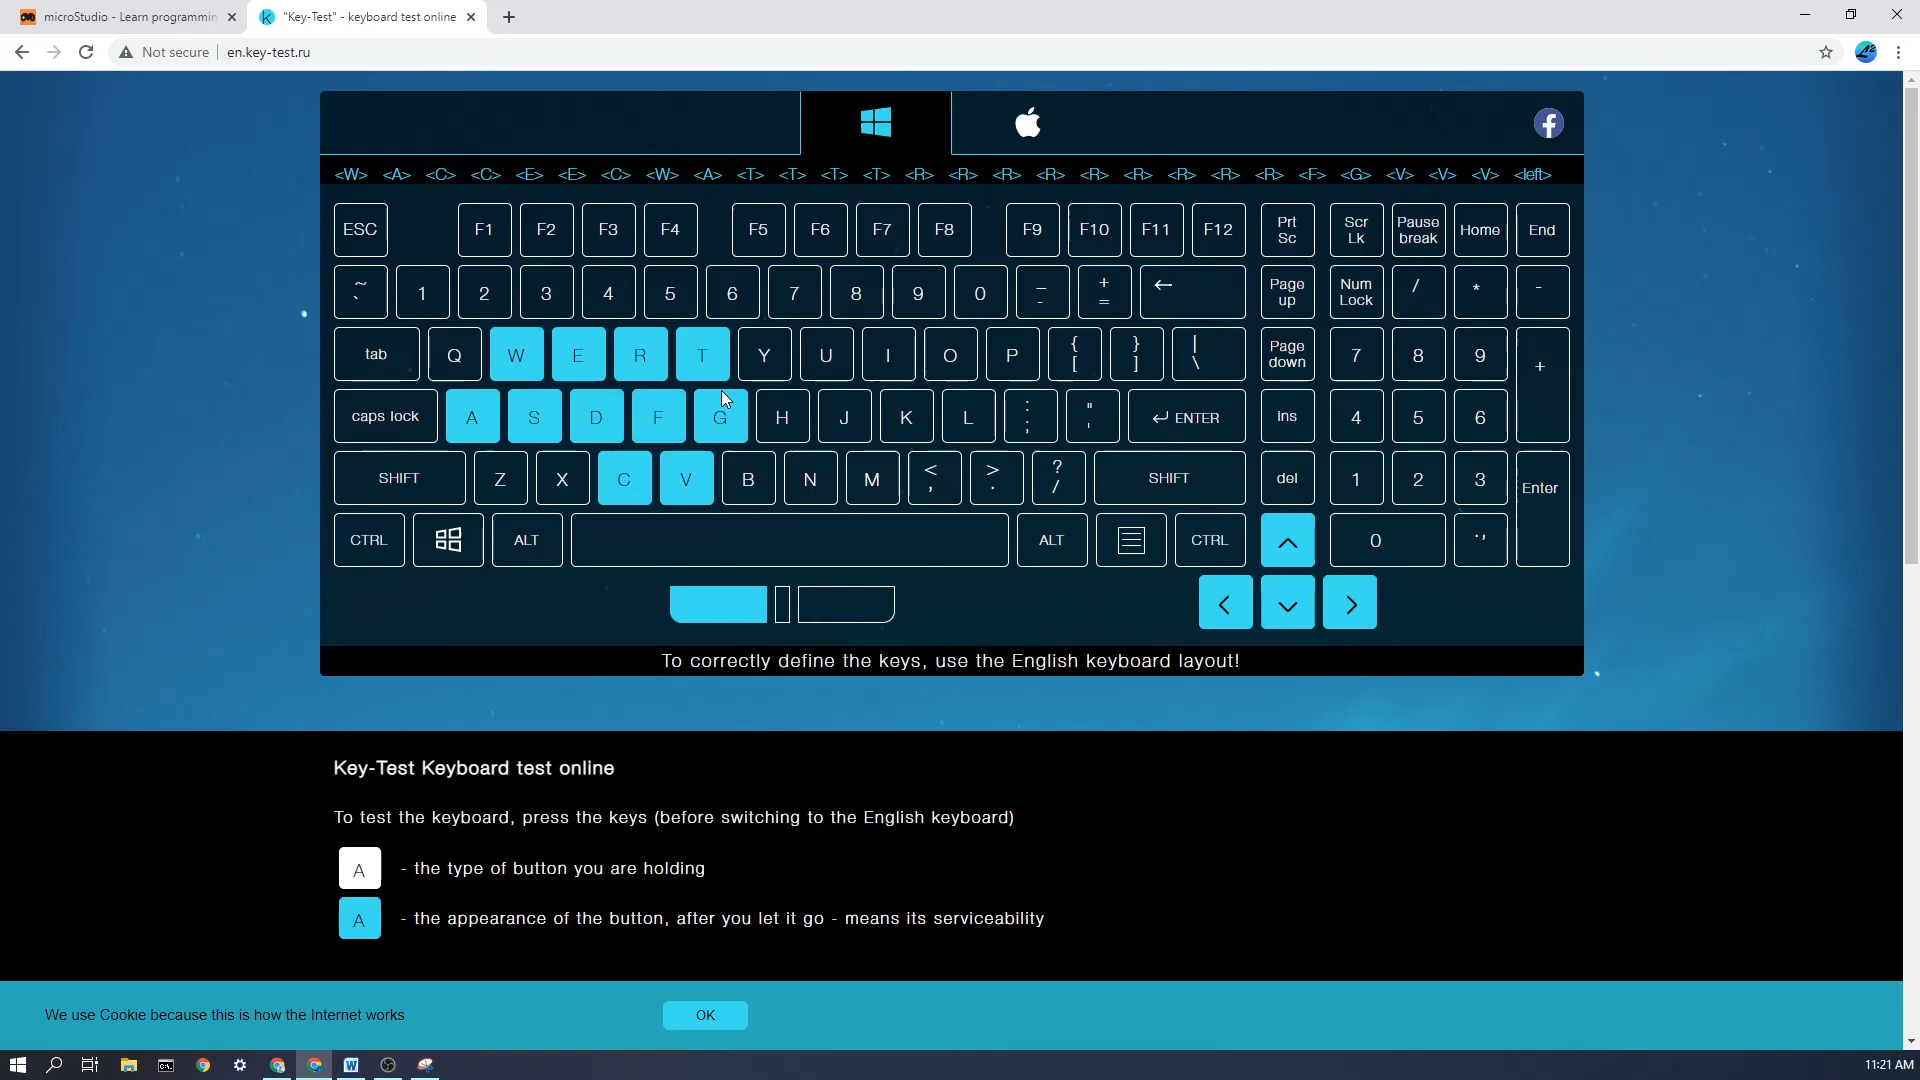 microStudio - Learn programmin
"Key-Test" - keyboard test online
Not secure en.key-test.ru
<W> <A> <C> <C> <E> <E> <C> <W> <A> <T> <T> <T> <T> <R> <R> <R> <R> <R> <R> <R> <R> <R> <F> <G> <V> <V> <V> <left>
ESC F1 F2 F3 F4 F5 F6 F7 F8 F9 F10 F11 F12 Prt Sc Scr Lk Pause break Home End
~ ` 1 2 3 4 5 6 7 8 9 0 _ - + = ← Page up Num Lock / * -
tab Q W E R T Y U I O P { [ } ] | \ Page down 7 8 9 +
caps lock A S D F G H J K L : ; " ' ↵ ENTER Ins 4 5 6
SHIFT Z X C V B N M < , > . ? / SHIFT del 1 2 3 Enter
CTRL ALT ALT CTRL 0 .,
To correctly define the keys, use the English keyboard layout!
Key-Test Keyboard test online
To test the keyboard, press the keys (before switching to the English keyboard)
A - the type of button you are holding
A - the appearance of the button, after you let it go - means its serviceability
We use Cookie because this is how the Internet works OK
11:21 AM